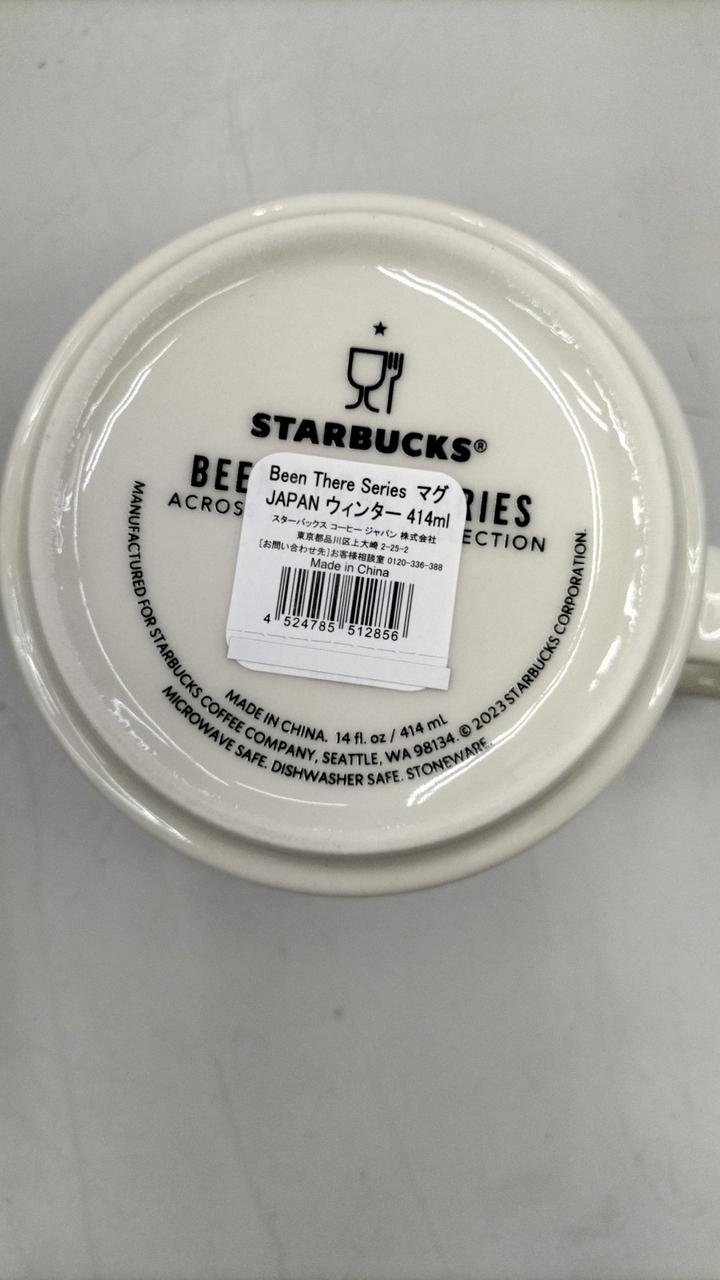 STARBUCKS®
BEE RIES
ACROS ECTION
Been There Series マグ
JAPAN ウィンター 414ml
スターバックス コーヒー ジャパン 株式会社
東京都品川区上大崎 2-25-2
[お問い合わせ先]お客様相談室 0120-336-388
Made in China
4 524785 512856
MADE IN CHINA. 14 fl. oz / 414 mL
MANUFACTURED FOR STARBUCKS COFFEE COMPANY, SEATTLE, WA 98134. © 2023 STARBUCKS CORPORATION.
MICROWAVE SAFE. DISHWASHER SAFE. STONEWARE.